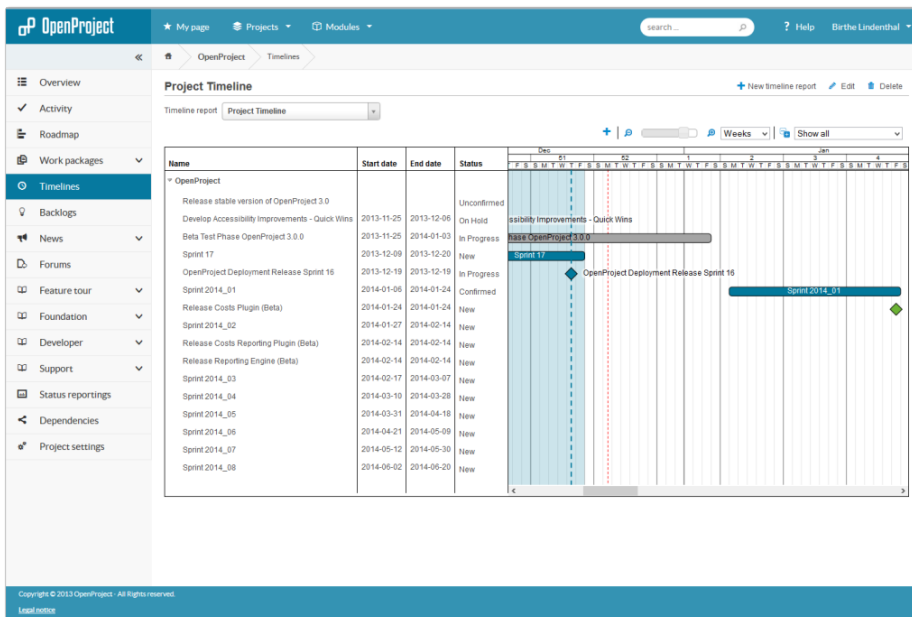 OpenProject
My page Projects Modules search ... ? Help Birthe Lindenthal
« OpenProject Timelines
Overview
Activity
Roadmap
Work packages
Timelines
Backlogs
News
Forums
Feature tour
Foundation
Developer
Support
Status reportings
Dependencies
Project settings
Project Timeline
New timeline report Edit Delete
Timeline report Project Timeline
Weeks Show all
Dec Jan
51 52 1 2 3 4
F S S M T W T F S S M T W T F S S M T W T F S S M T W T F S S M T W T F S S M T W T F S
Name Start date End date Status
OpenProject
Release stable version of OpenProject 3.0 Unconfirmed
Develop Accessibility Improvements - Quick Wins 2013-11-25 2013-12-06 On Hold ssibility Improvements - Quick Wins
Beta Test Phase OpenProject 3.0.0 2013-11-25 2014-01-03 In Progress hase OpenProject 3.0.0
Sprint 17 2013-12-09 2013-12-20 New Sprint 17
OpenProject Deployment Release Sprint 16 2013-12-19 2013-12-19 In Progress OpenProject Deployment Release Sprint 16
Sprint 2014_01 2014-01-06 2014-01-24 Confirmed Sprint 2014_01
Release Costs Plugin (Beta) 2014-01-24 2014-01-24 New
Sprint 2014_02 2014-01-27 2014-02-14 New
Release Costs Reporting Plugin (Beta) 2014-02-14 2014-02-14 New
Release Reporting Engine (Beta) 2014-02-14 2014-02-14 New
Sprint 2014_03 2014-02-17 2014-03-07 New
Sprint 2014_04 2014-03-10 2014-03-28 New
Sprint 2014_05 2014-03-31 2014-04-18 New
Sprint 2014_06 2014-04-21 2014-05-09 New
Sprint 2014_07 2014-05-12 2014-05-30 New
Sprint 2014_08 2014-06-02 2014-06-20 New
Copyright © 2013 OpenProject - All Rights reserved.
Legal notice